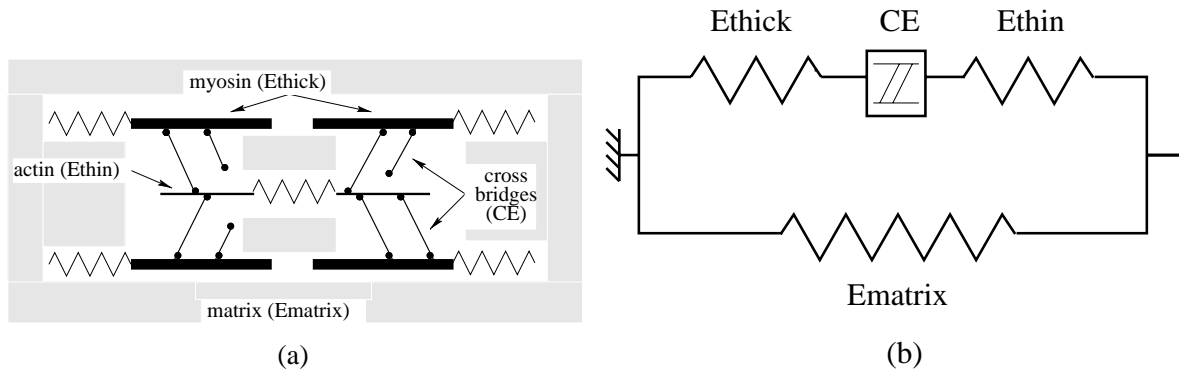 myosin (Ethick)
actin (Ethin)
cross
bridges
(CE)
matrix (Ematrix)
(a)
Ethick
CE
Ethin
Ematrix
(b)